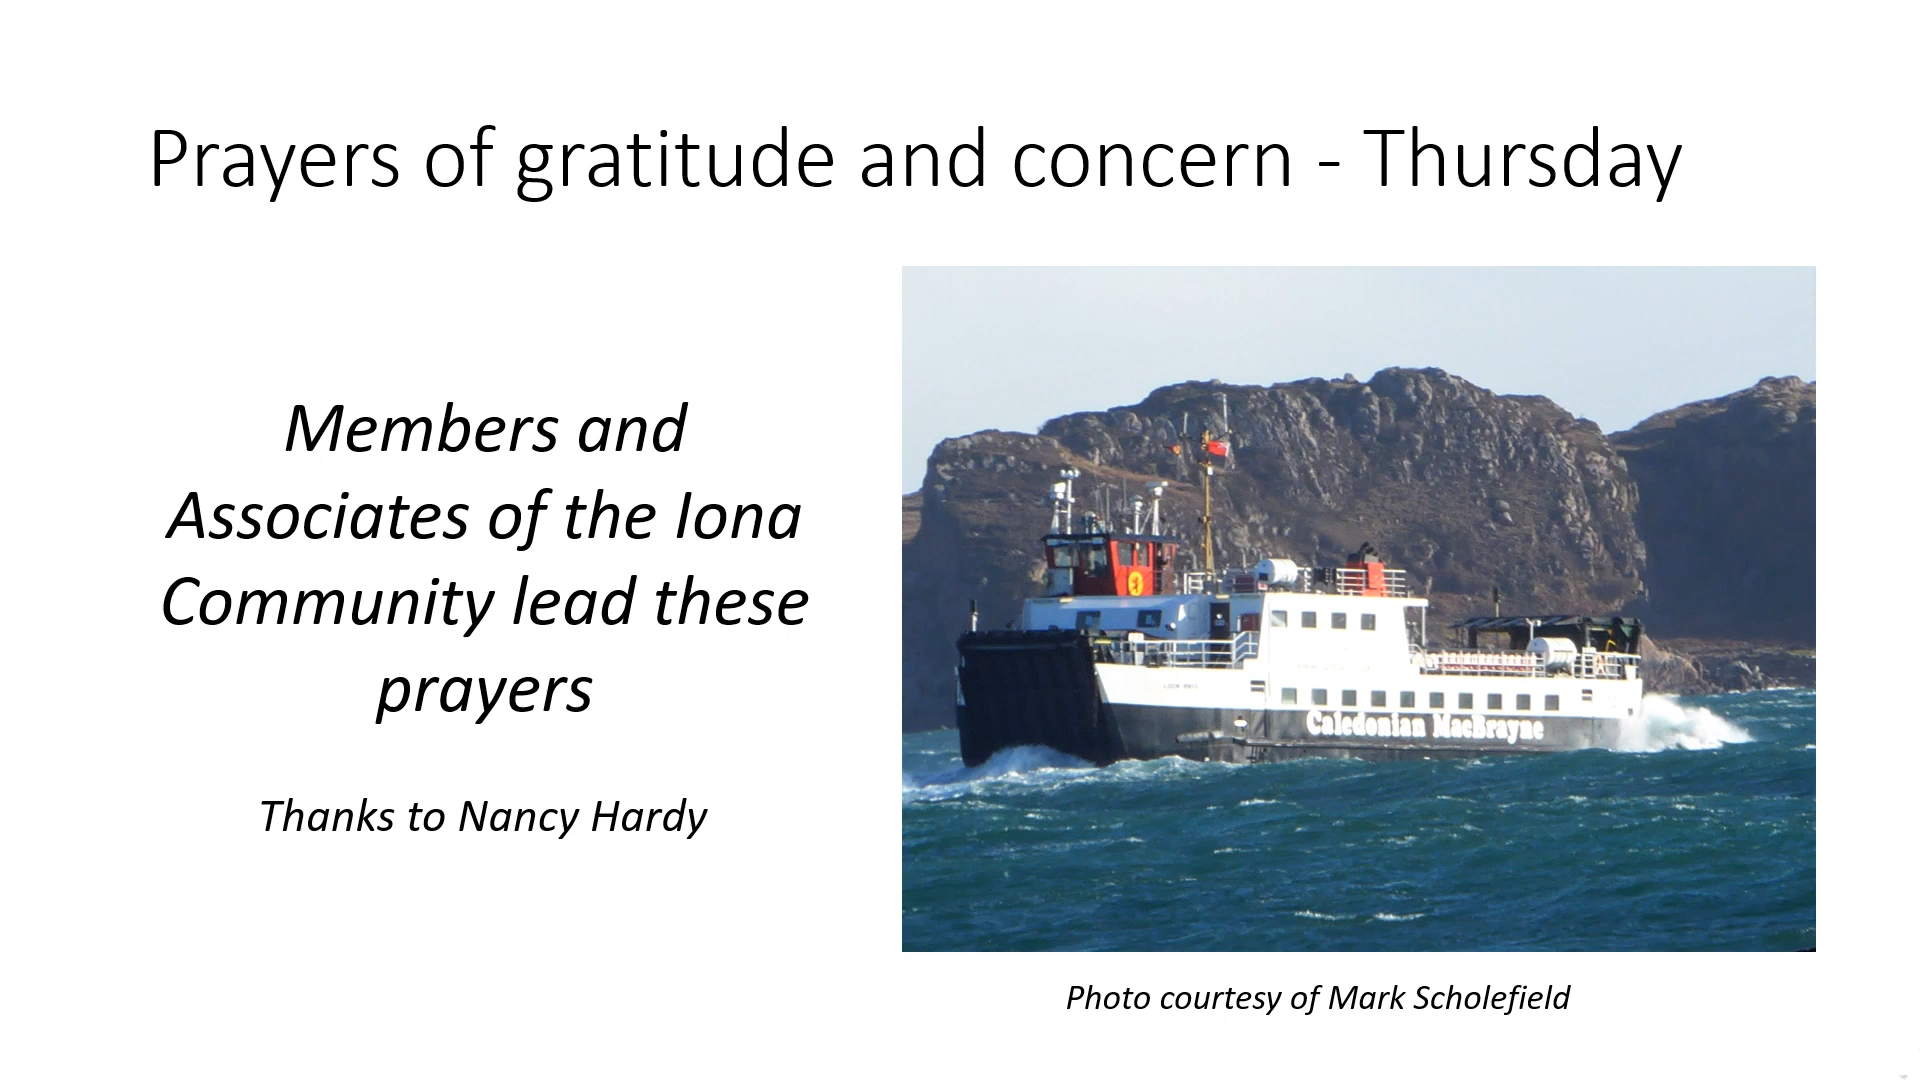 Prayers of gratitude and concern - Thursday
Members and
Associates of the Iona
Community lead these
prayers
Thanks to Nancy Hardy
Caledonian MacBrayne
Photo courtesy of Mark Scholefield